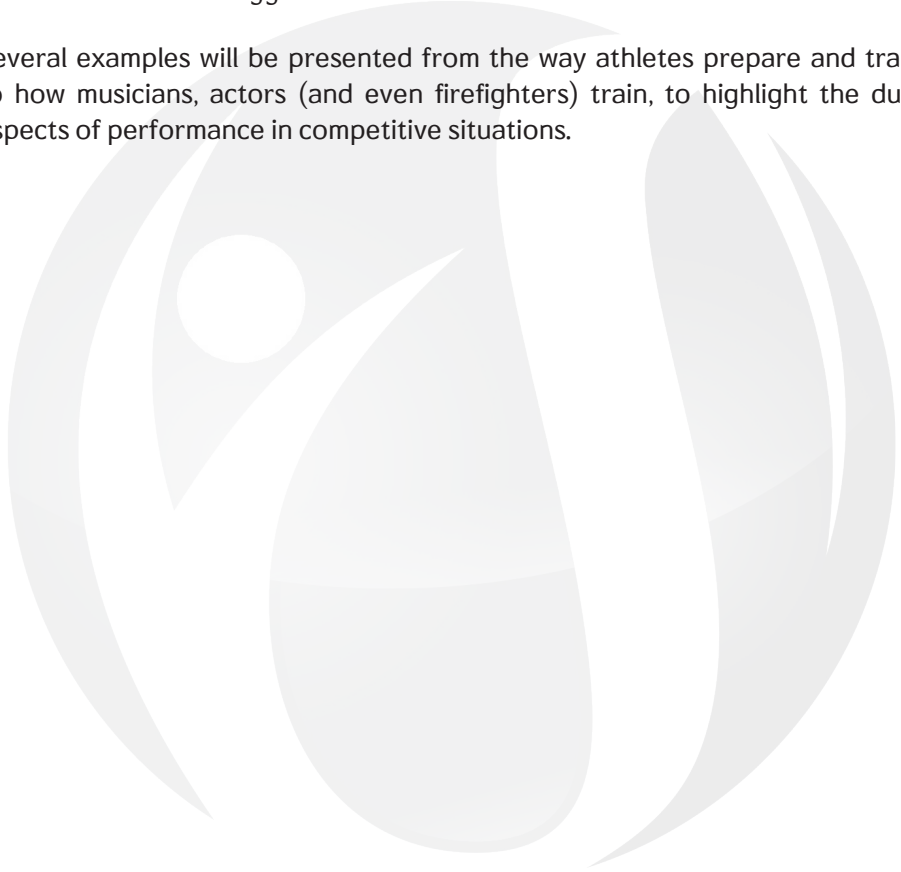 everal examples will be presented from the way athletes prepare and tra
how musicians, actors (and even firefighters) train, to highlight the du
spects of performance in competitive situations.